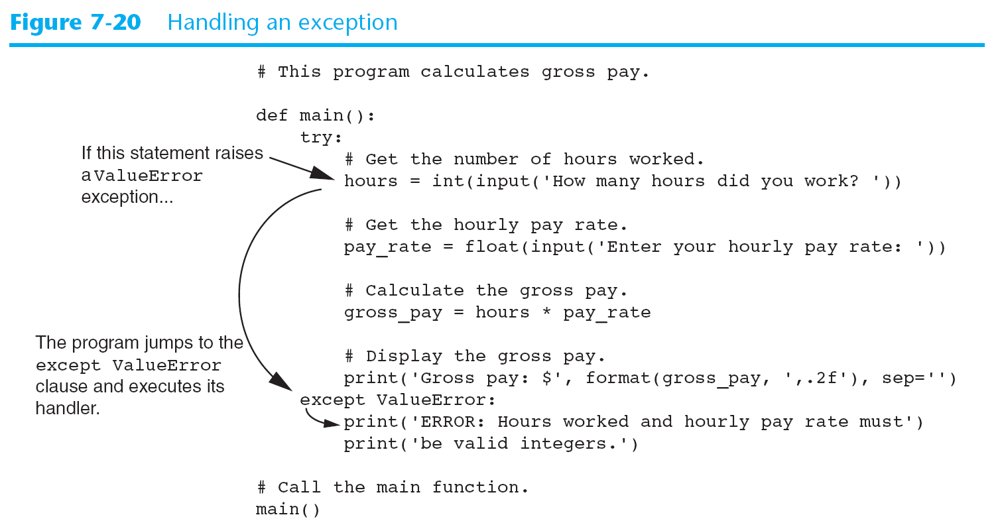 Figure 7-20 Handling an exception
# This program calculates gross pay.
def main():
try:
If this statement raises
a ValueError
exception...
# Get the number of hours worked.
hours = int(input('How many hours did you work? '))
# Get the hourly pay rate.
pay_rate = float(input('Enter your hourly pay rate: '))
# Calculate the gross pay.
gross_pay = hours * pay_rate
The program jumps to the
except ValueError
clause and executes its
handler.
# Display the gross pay.
print('Gross pay: $', format(gross_pay, ',.2f'), sep='')
except ValueError:
print('ERROR: Hours worked and hourly pay rate must')
print('be valid integers.')
# Call the main function.
main()